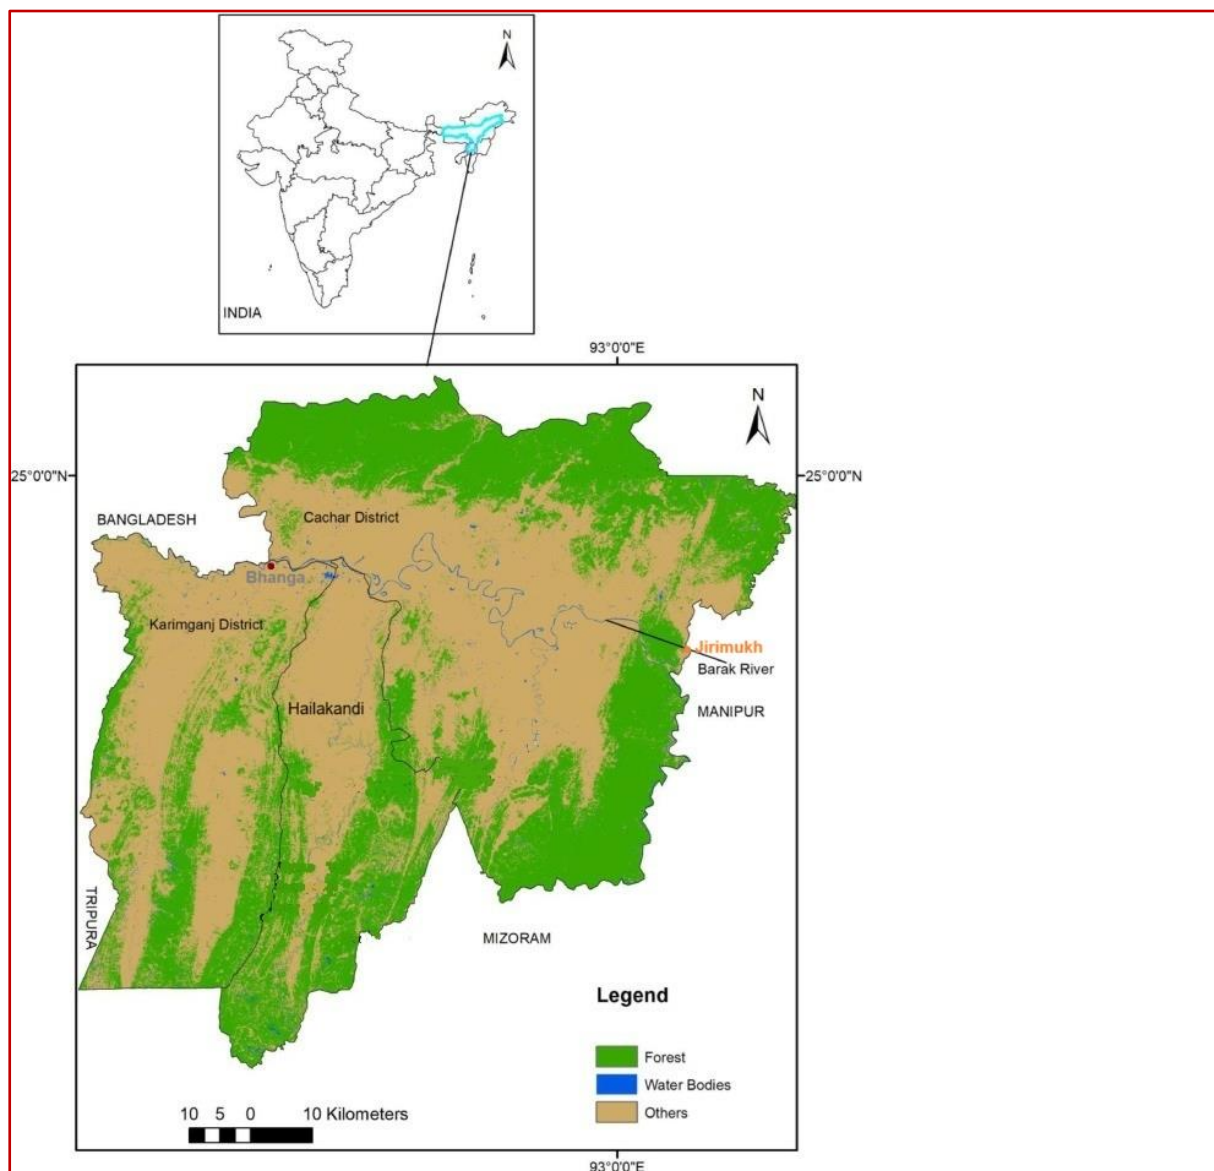 N
INDIA
93°0'0"E
N
25°0'0"N
25°0'0"N
BANGLADESH
Cachar District
Bhanga
Karimganj District
Jirimukh
Barak River
Hailakandi
MANIPUR
TRIPURA
MIZORAM
Legend
Forest
Water Bodies
Others
10 5 0 10 Kilometers
93°0'0"E